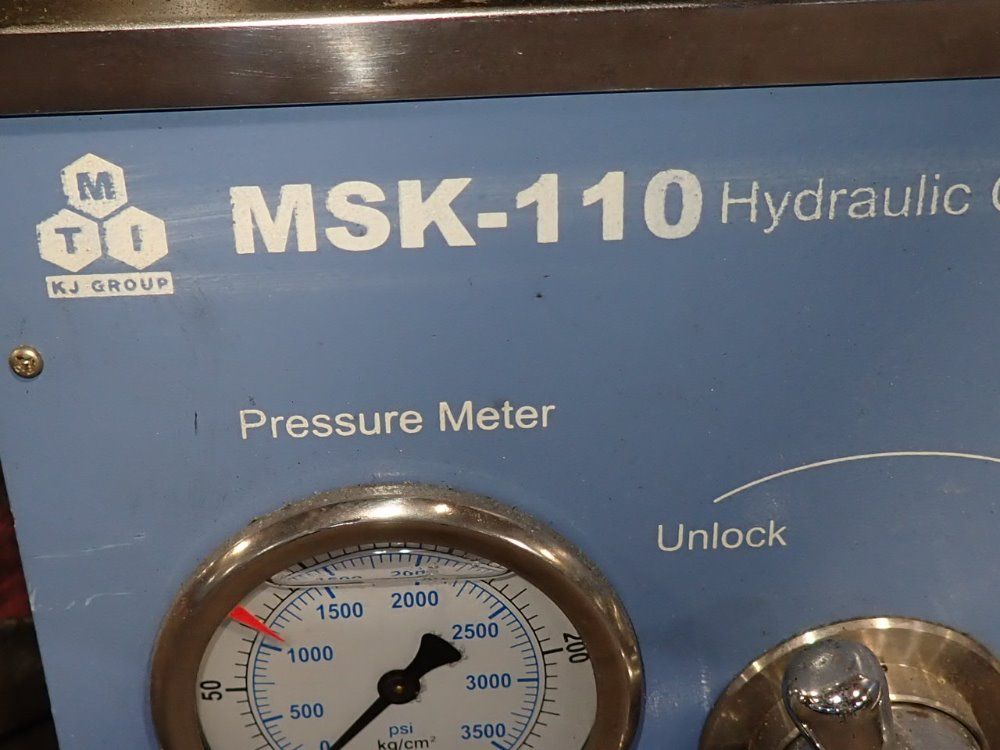 M
T I
KJ GROUP
MSK-110 Hydraulic
Pressure Meter
Unlock
1500
2000
2500
1000
200
3000
50
500
psi
3500
0
kg/cm²